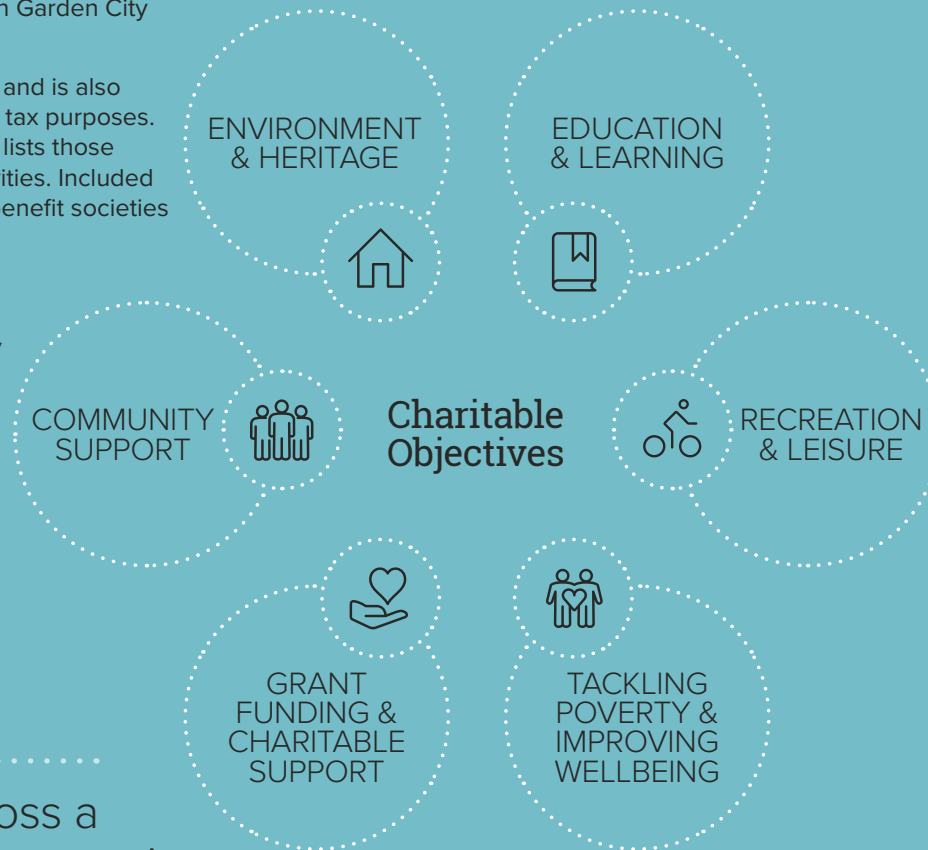 n Garden City
and is also
tax purposes.
lists those
ities. Included
enefit societies
ENVIRONMENT
& HERITAGE
EDUCATION
& LEARNING
COMMUNITY
SUPPORT
Charitable
Objectives
RECREATION
& LEISURE
GRANT
FUNDING &
CHARITABLE
SUPPORT
TACKLING
POVERTY &
IMPROVING
WELLBEING
oss a